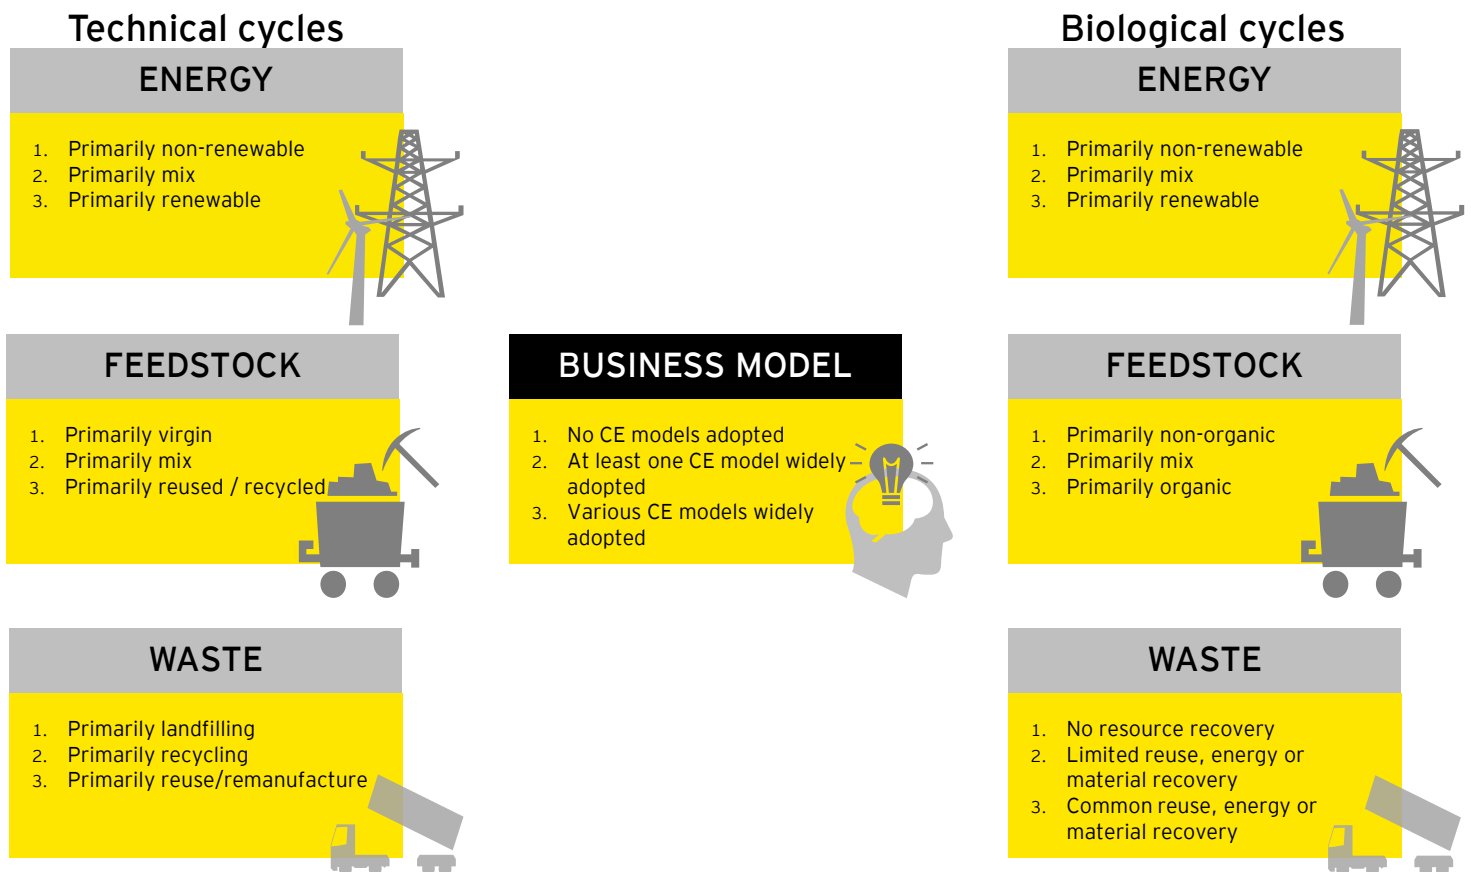 Technical cycles
ENERGY
1. Primarily non-renewable
2. Primarily mix
3. Primarily renewable
FEEDSTOCK
1. Primarily virgin
2. Primarily mix
3. Primarily reused / recycled
WASTE
1. Primarily landfilling
2. Primarily recycling
3. Primarily reuse/remanufacture
BUSINESS MODEL
1. No CE models adopted
2. At least one CE model widely
adopted
3. Various CE models widely
adopted
Biological cycles
ENERGY
1. Primarily non-renewable
2. Primarily mix
3. Primarily renewable
FEEDSTOCK
1. Primarily non-organic
2. Primarily mix
3. Primarily organic
WASTE
1. No resource recovery
2. Limited reuse, energy or
material recovery
3. Common reuse, energy or
material recovery